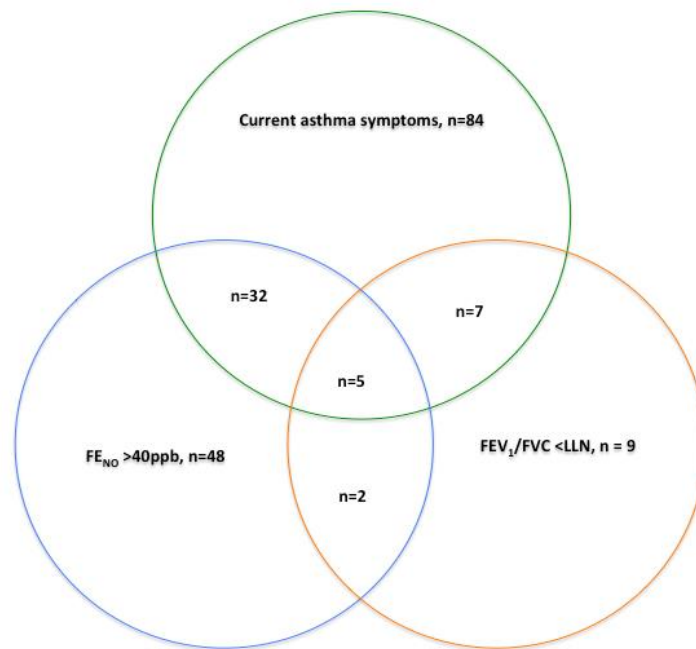 Current asthma symptoms, n=84
n=32
n=7
n=5
FENO >40ppb, n=48
FEV1/FVC <LLN, n = 9
n=2